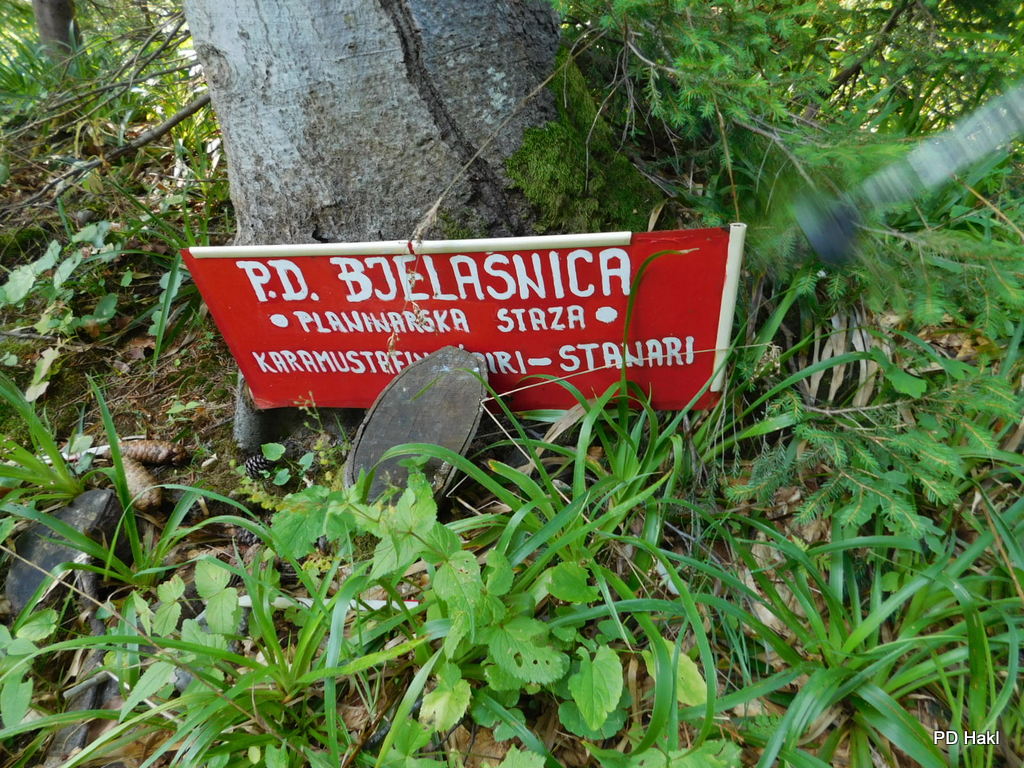 P.D. BJELASNICA
• PLANINARSKA STAZA •
– STANARI
PD Hakl